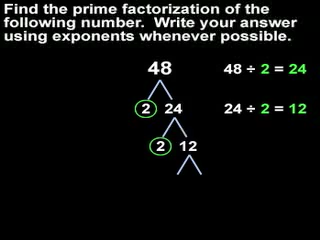 Find the prime factorization of the
following number.  Write your answer
using exponents whenever possible.
48
48 ÷ 2 = 24
2 24
24 ÷ 2 = 12
2 12